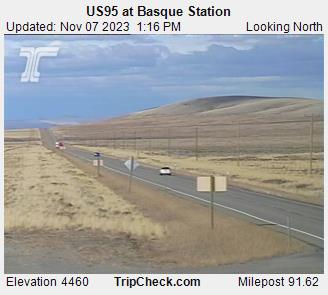 US95 at Basque Station
Updated: Nov 07 2023 1:16 PM Looking North
Elevation 4460 TripCheck.com Milepost 91.62